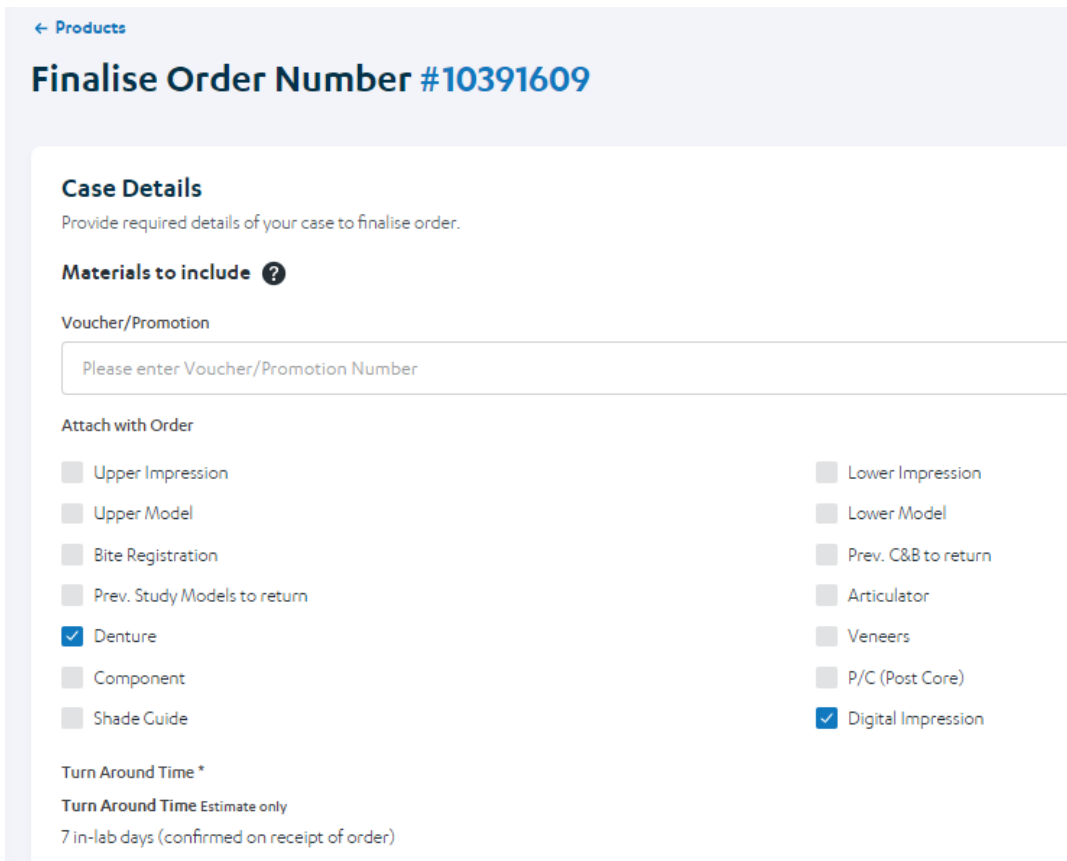 ← Products
Finalise Order Number #10391609
Case Details
Provide required details of your case to finalise order.
Materials to include ?
Voucher/Promotion
Please enter Voucher/Promotion Number
Attach with Order
Upper Impression
Lower Impression
Upper Model
Lower Model
Bite Registration
Prev. C&B to return
Prev. Study Models to return
Articulator
Denture
Veneers
Component
P/C (Post Core)
Shade Guide
Digital Impression
Turn Around Time *
Turn Around Time Estimate only
7 in-lab days (confirmed on receipt of order)